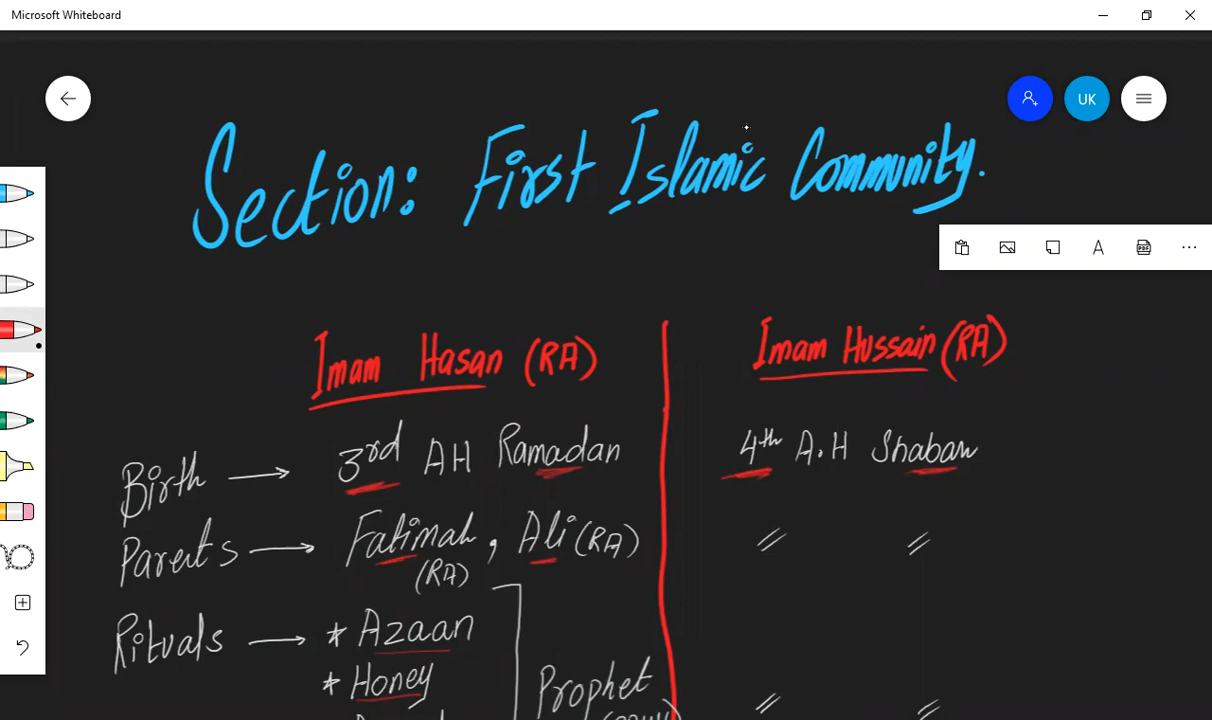 Microsoft Whiteboard
UK
Section: First Islamic Community.
Imam Hasan (RA)
Imam Hussain (RA)
Birth → 3rd AH Ramadan
4th A.H Shaban
Parents → Fatimah, Ali (RA)
(RA)
〃 〃
Rituals → * Azaan
* Honey
Prophet
〃 〃